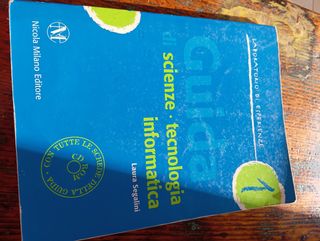 LABORATORIO DI ESPERIENZE
1
Guida
di
scienze · tecnologia
informatica
Laura Segalini
CON TUTTE LE SCHEDE DELLA GUIDA
CD ROM
M
Nicola Milano Editore